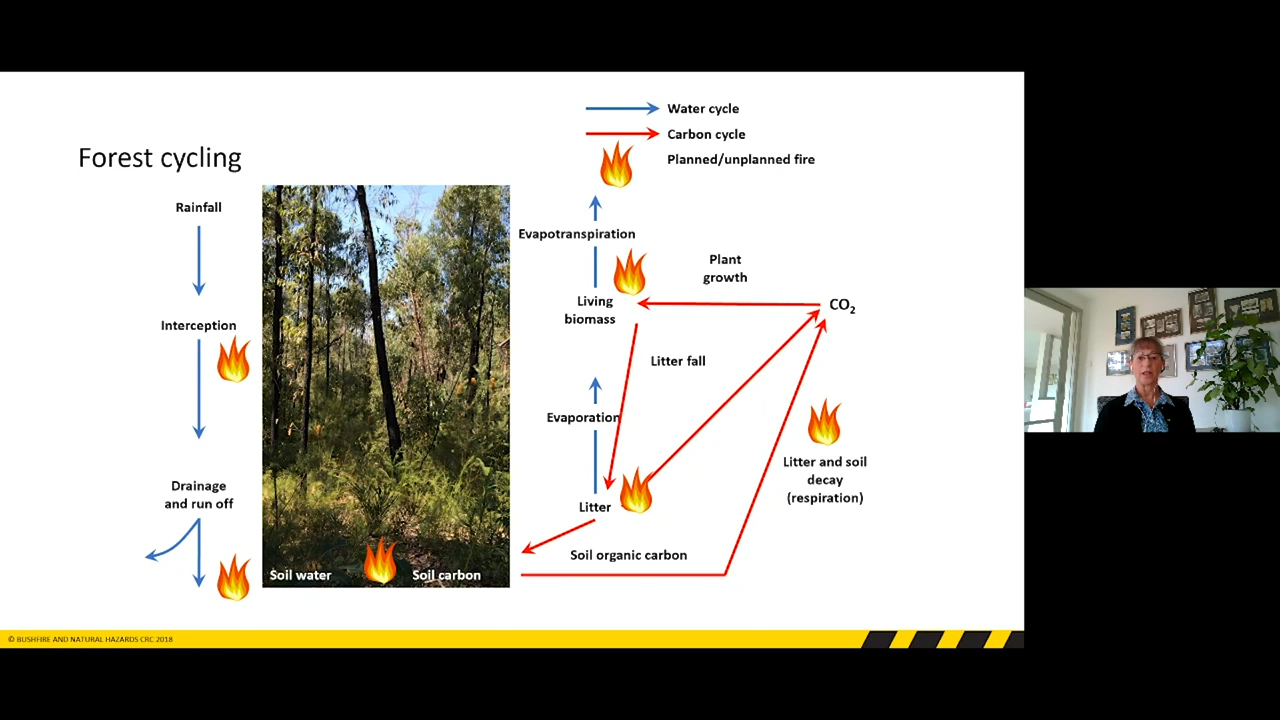 Water cycle
Carbon cycle
Planned/unplanned fire
Forest cycling
Rainfall
Interception
Drainage
and run off
Soil water
Soil carbon
Evapotranspiration
Plant
growth
Living
biomass
CO₂
Litter fall
Evaporation
Litter and soil
decay
(respiration)
Litter
Soil organic carbon
© BUSHFIRE AND NATURAL HAZARDS CRC 2018